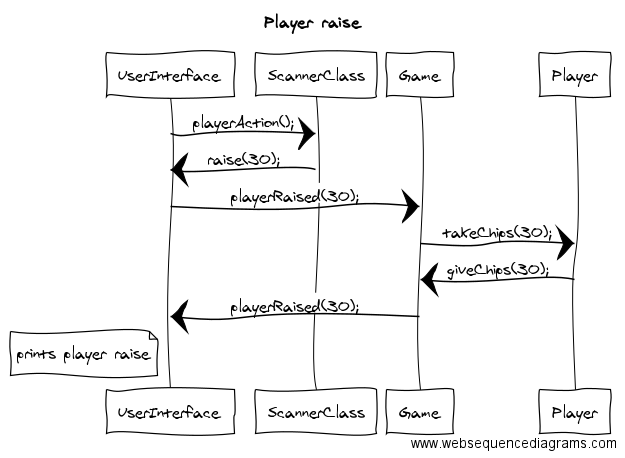 Player raise
UserInterface ScannerClass Game Player
playerAction();
raise(30);
playerRaised(30);
takeChips(30);
giveChips(30);
playerRaised(30);
prints player raise
UserInterface ScannerClass Game Player
www.websequencediagrams.com